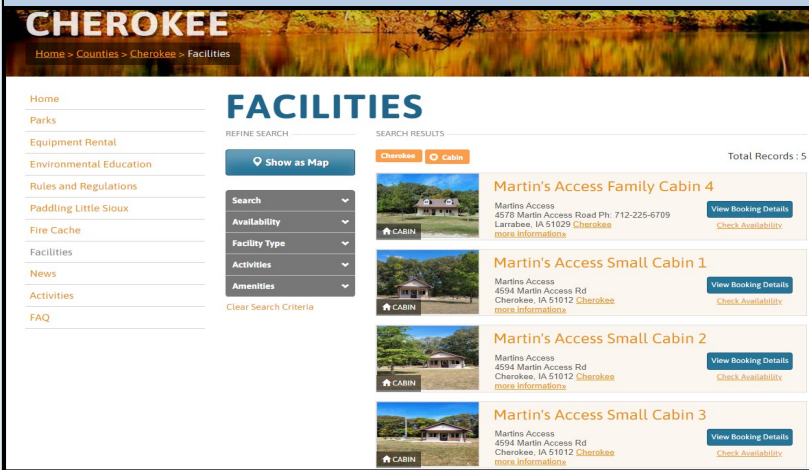 CHEROKEE
Home > Counties > Cherokee > Facilities
Home
Parks
Equipment Rental
Environmental Education
Rules and Regulations
Paddling Little Sioux
Fire Cache
Facilities
News
Activities
FAQ
FACILITIES
REFINE SEARCH
Show as Map
Search
Availability
Facility Type
Activities
Amenities
Clear Search Criteria
SEARCH RESULTS
Cherokee Cabin
Total Records : 5
CABIN
Martin's Access Family Cabin 4
Martins Access
4578 Martin Access Road Ph: 712-225-6709
Larrabee, IA 51029 Cherokee
more information»
View Booking Details
Check Availability
CABIN
Martin's Access Small Cabin 1
Martins Access
4594 Martin Access Rd
Cherokee, IA 51012 Cherokee
more information»
View Booking Details
Check Availability
CABIN
Martin's Access Small Cabin 2
Martins Access
4594 Martin Access Rd
Cherokee, IA 51012 Cherokee
more information»
View Booking Details
Check Availability
CABIN
Martin's Access Small Cabin 3
Martins Access
4594 Martin Access Rd
Cherokee, IA 51012 Cherokee
more information»
View Booking Details
Check Availability